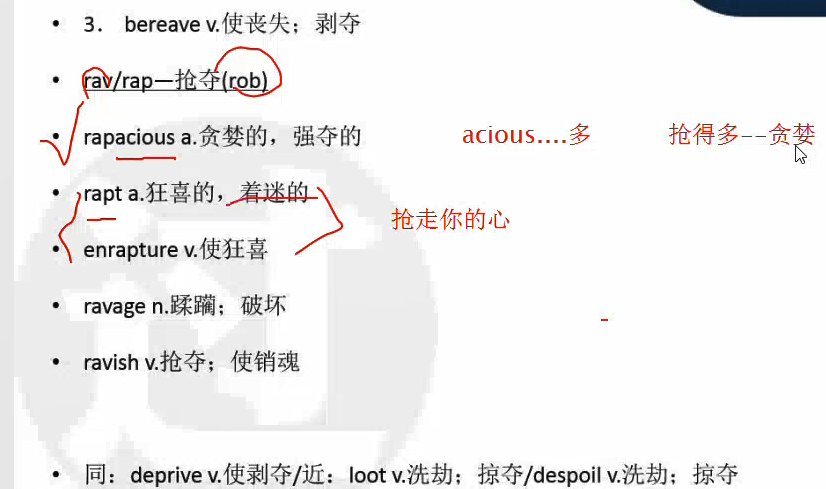 • 3. bereave v.使丧失；剥夺
• rav/rap—抢夺(rob)
• rapacious a.贪婪的，强夺的 acious....多 抢得多--贪婪
• rapt a.狂喜的，着迷的
抢走你的心
• enrapture v.使狂喜
• ravage n.蹂躏；破坏
• ravish v.抢夺；使销魂
• 同：deprive v.使剥夺/近：loot v.洗劫；掠夺/despoil v.洗劫；掠夺